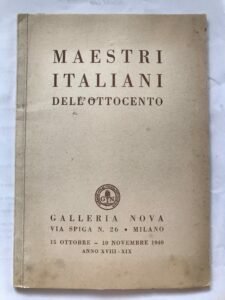 MAESTRI
ITALIANI
DELL'OTTOCENTO
GALLERIA NOVA
VIA SPIGA N. 26 • MILANO
15 OTTOBRE - 10 NOVEMBRE 1940
ANNO XVIII - XIX